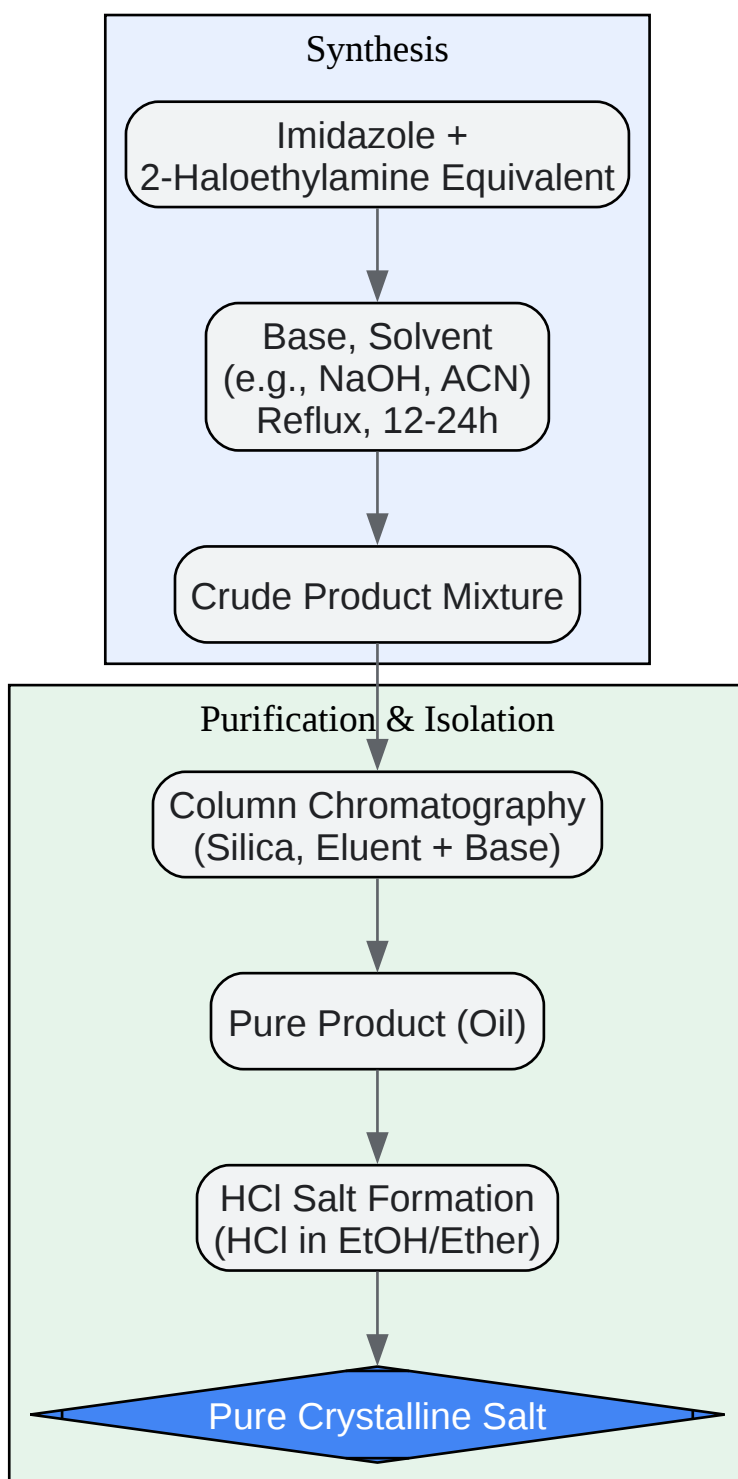 Synthesis
Imidazole +
2-Haloethylamine Equivalent
Base, Solvent
(e.g., NaOH, ACN)
Reflux, 12-24h
Crude Product Mixture
Purification & Isolation
Column Chromatography
(Silica, Eluent + Base)
Pure Product (Oil)
HCl Salt Formation
(HCl in EtOH/Ether)
Pure Crystalline Salt